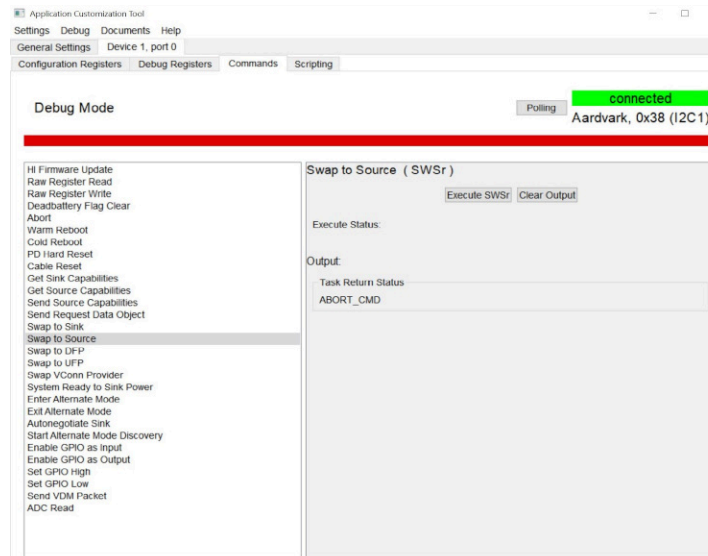 Application Customization Tool
Settings Debug Documents Help
General Settings Device 1, port 0
Configuration Registers Debug Registers Commands Scripting
Debug Mode
Polling
connected
Aardvark, 0x38 (I2C1)
HI Firmware Update
Raw Register Read
Raw Register Write
Deadbattery Flag Clear
Abort
Warm Reboot
Cold Reboot
PD Hard Reset
Cable Reset
Get Sink Capabilities
Get Source Capabilities
Send Source Capabilities
Send Request Data Object
Swap to Sink
Swap to Source
Swap to DFP
Swap to UFP
Swap VConn Provider
System Ready to Sink Power
Enter Alternate Mode
Exit Alternate Mode
Autonegotiate Sink
Start Alternate Mode Discovery
Enable GPIO as Input
Enable GPIO as Output
Set GPIO High
Set GPIO Low
Send VDM Packet
ADC Read
Swap to Source ( SWSr )
Execute SWSr Clear Output
Execute Status:
Output:
Task Return Status
ABORT_CMD